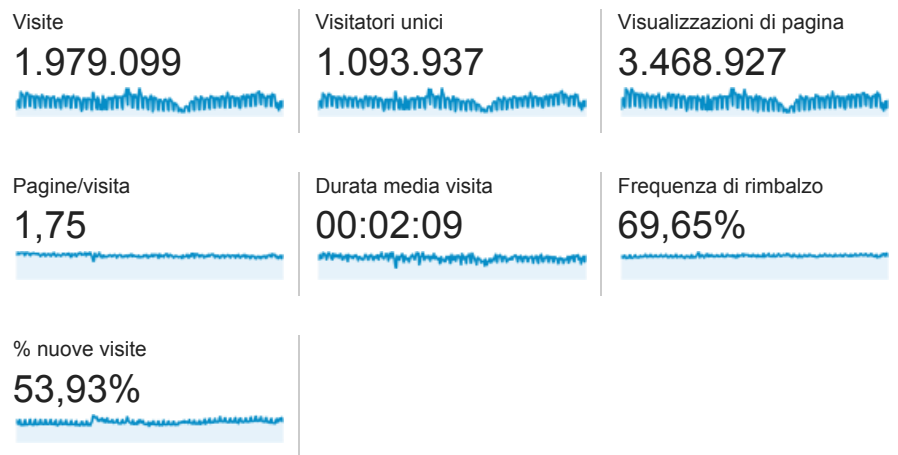 Visite
1.979.099
Visitatori unici
1.093.937
Visualizzazioni di pagina
3.468.927
Pagine/visita
1,75
Durata media visita
00:02:09
Frequenza di rimbalzo
69,65%
% nuove visite
53,93%